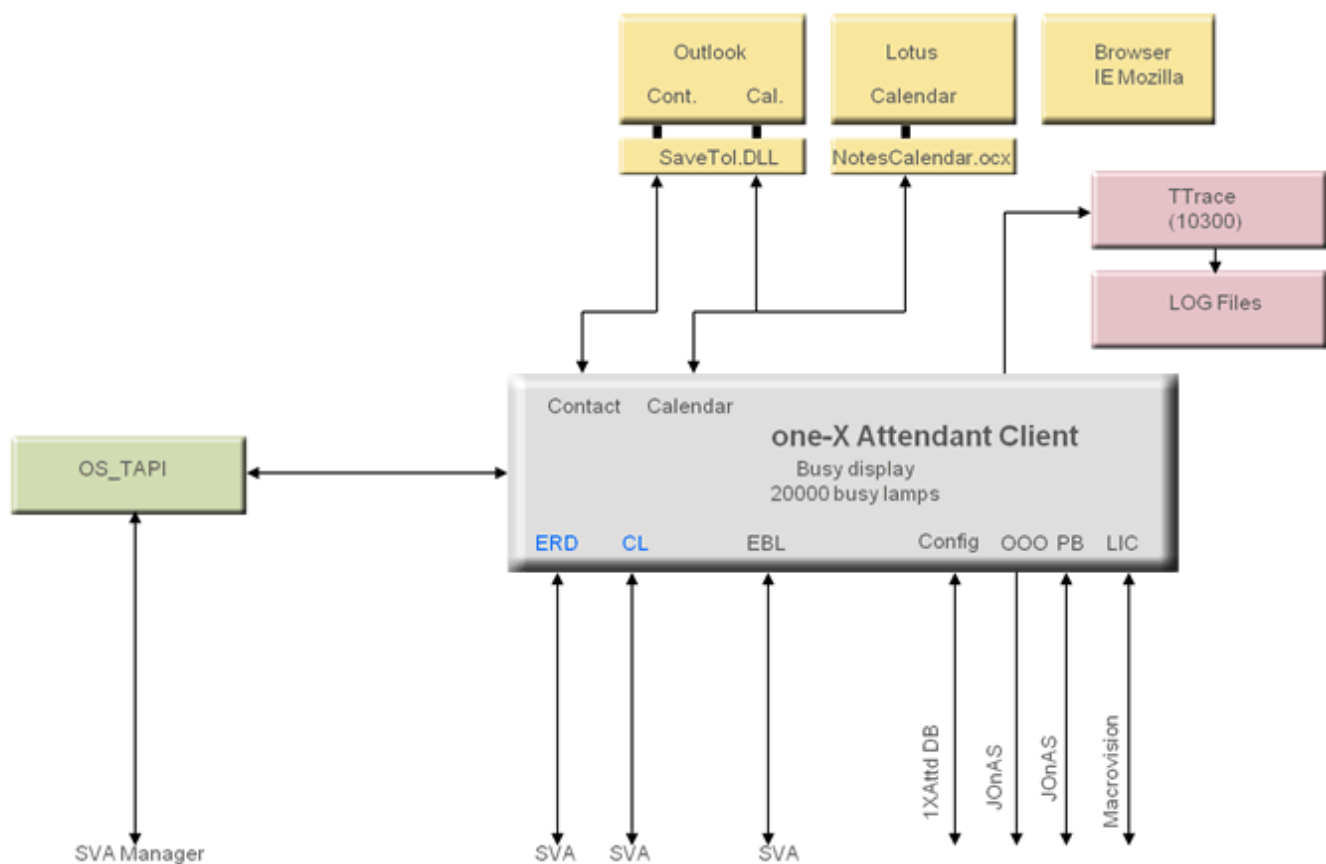 Outlook
Cont. Cal.
SaveTol.DLL
Lotus
Calendar
NotesCalendar.ocx
Browser
IE Mozilla
TTrace
(10300)
LOG Files
Contact Calendar
one-X Attendant Client
Busy display
20000 busy lamps
OS_TAPI
ERD CL EBL Config OOO PB LIC
1XAttd DB
JOnAS
JOnAS
Macrovision
SVA Manager
SVA SVA SVA